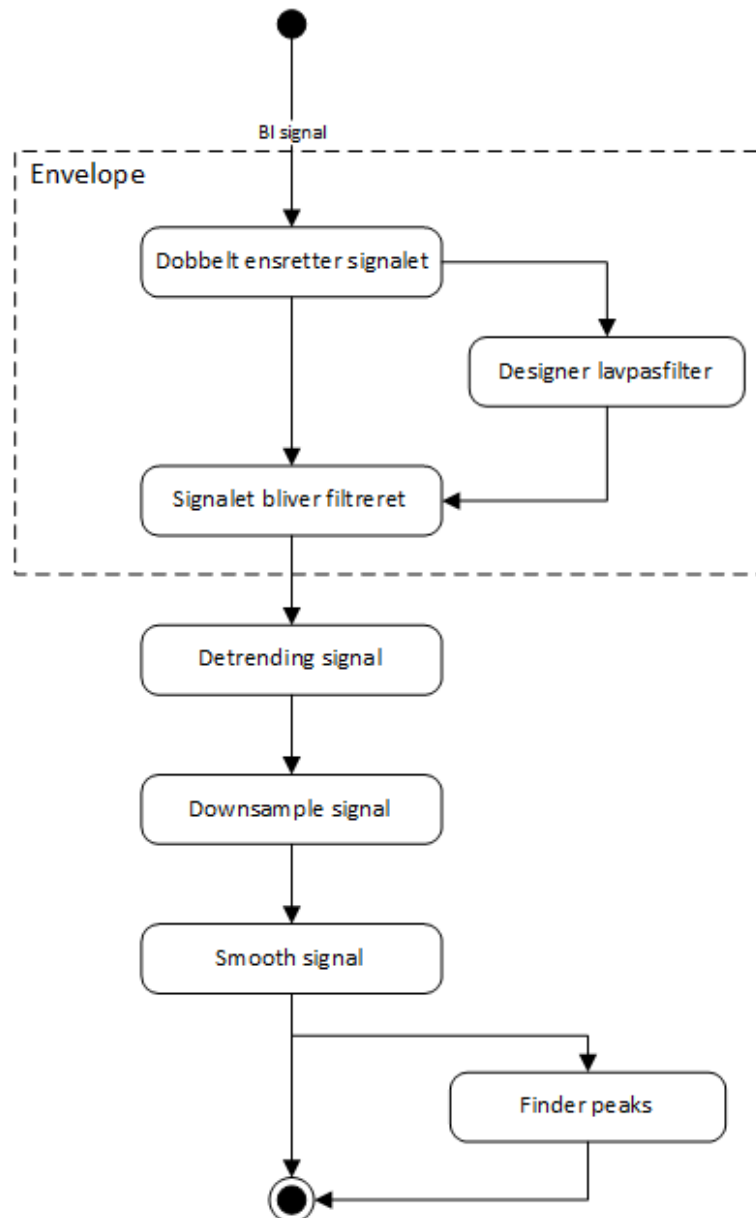 BI signal
Envelope
Dobbelt ensretter signalet
Designer lavpasfilter
Signalet bliver filtreret
Detrending signal
Downsample signal
Smooth signal
Finder peaks